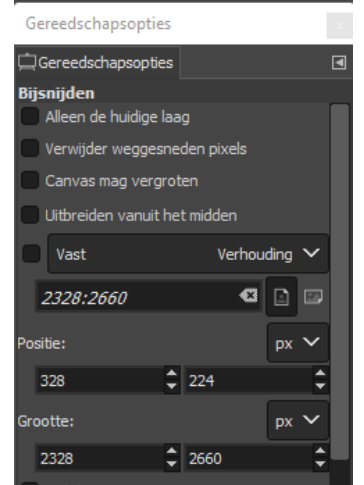 Gereedschapsopties
Gereedschapsopties
Bijsnijden
Alleen de huidige laag
Verwijder weggesneden pixels
Canvas mag vergroten
Uitbreiden vanuit het midden
Vast Verhouding
2328:2660
Positie: px
328 224
Grootte: px
2328 2660